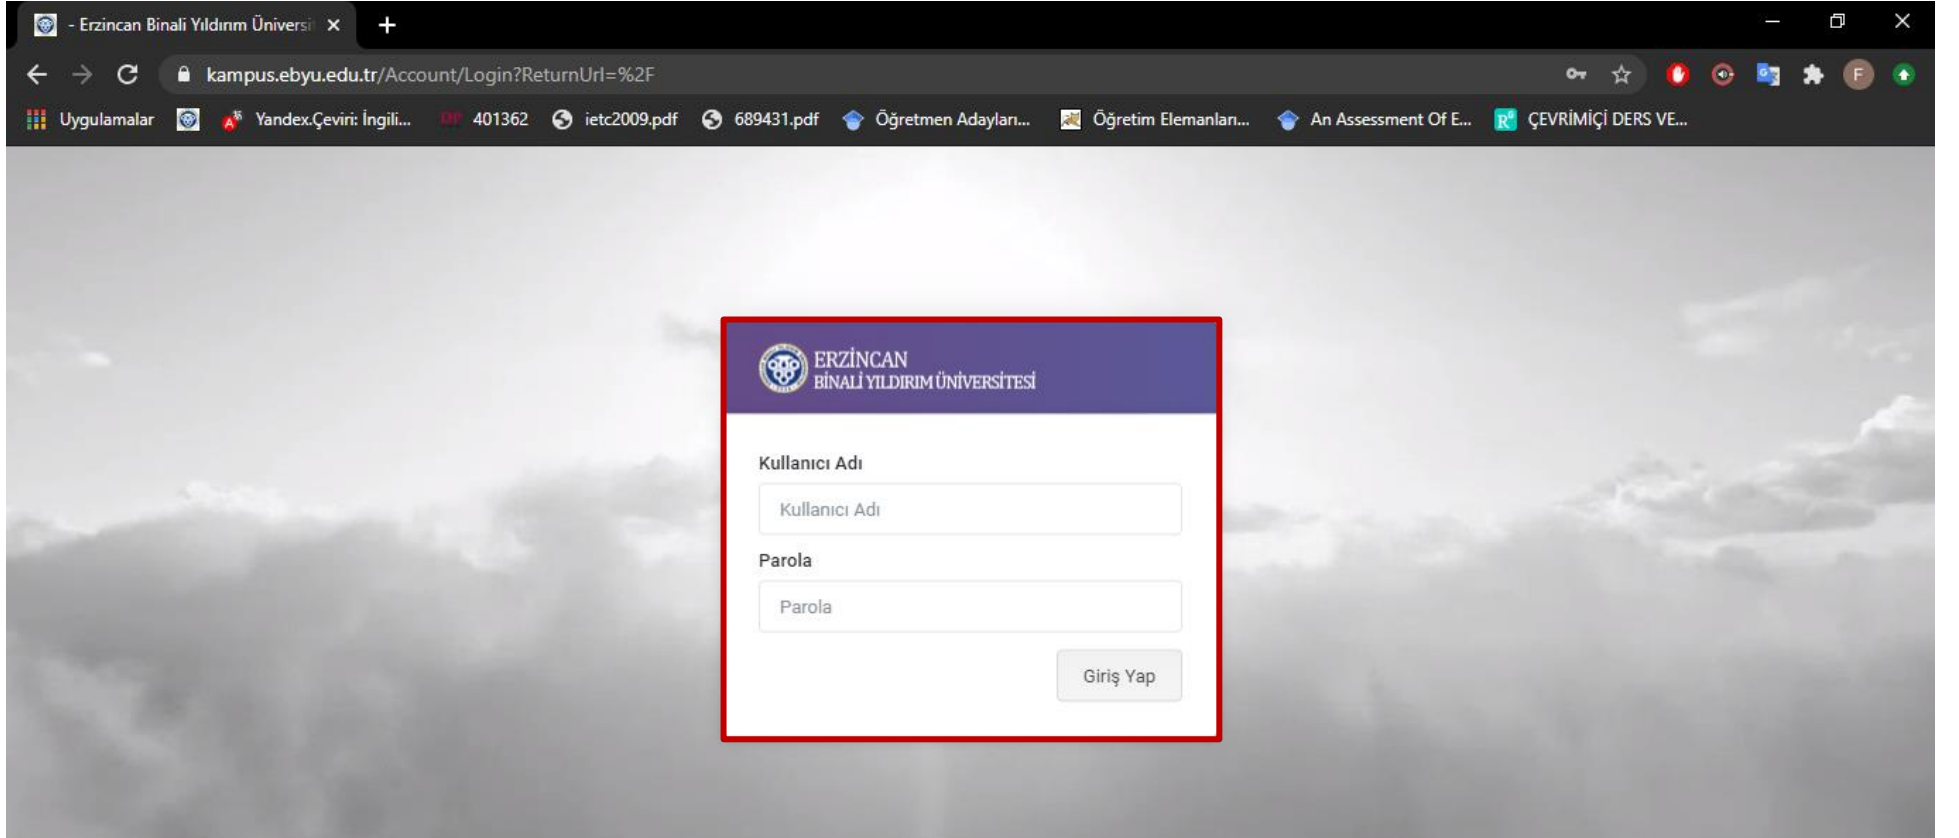 - Erzincan Binali Yıldırım Üniversi
kampus.ebyu.edu.tr/Account/Login?ReturnUrl=%2F
F
Uygulamalar Yandex.Çeviri: İngili... DP 401362 ietc2009.pdf 689431.pdf Öğretmen Adayları... Öğretim Elemanları... An Assessment Of E... ÇEVRİMİÇİ DERS VE...
ERZİNCAN
BİNALİ YILDIRIM ÜNİVERSİTESİ
Kullanıcı Adı
Kullanıcı Adı
Parola
Parola
Giriş Yap